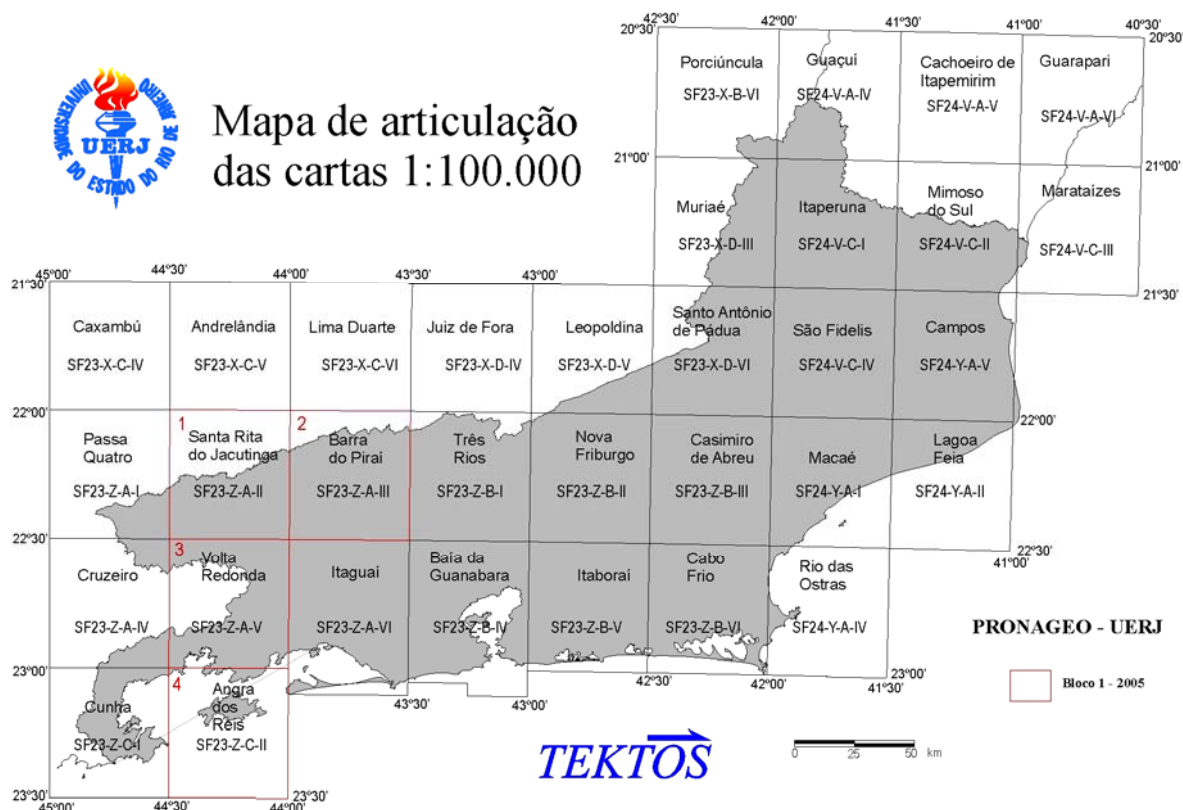 42°30' 42°00' 41°30' 41°00' 40°30'
20°30' 20°30'
UERJ
UNIVERSIDADE DO ESTADO DO RIO DE JANEIRO
Mapa de articulação
das cartas 1:100.000
Porciúncula
SF23-X-B-VI
Guaçuí
SF24-V-A-IV
Cachoeiro de
Itapemirim
SF24-V-A-V
Guarapari
SF24-V-A-VI
21°00' 21°00'
Muriaé
SF23-X-D-III
Itaperuna
SF24-V-C-I
Mimoso
do Sul
SF24-V-C-II
Marataízes
SF24-V-C-III
45°00' 44°30' 44°00' 43°30' 43°00'
21°30' 21°30'
Caxambú
SF23-X-C-IV
Andrelândia
SF23-X-C-V
Lima Duarte
SF23-X-C-VI
Juiz de Fora
SF23-X-D-IV
Leopoldina
SF23-X-D-V
Santo Antônio
de Pádua
SF23-X-D-VI
São Fidelis
SF24-V-C-IV
Campos
SF24-Y-A-V
22°00' 22°00'
Passa
Quatro
SF23-Z-A-I
1
Santa Rita
do Jacutinga
SF23-Z-A-II
2
Barra
do Piraí
SF23-Z-A-III
Três
Rios
SF23-Z-B-I
Nova
Friburgo
SF23-Z-B-II
Casimiro
de Abreu
SF23-Z-B-III
Macaé
SF24-Y-A-I
Lagoa
Feia
SF24-Y-A-II
22°30' 22°30'
41°00'
Cruzeiro
SF23-Z-A-IV
3
Volta
Redonda
SF23-Z-A-V
Itaguaí
SF23-Z-A-VI
Baía da
Guanabara
SF23-Z-B-IV
Itaboraí
SF23-Z-B-V
Cabo
Frio
SF23-Z-B-VI
Rio das
Ostras
SF24-Y-A-IV
23°00' 23°00'
43°30' 43°00' 42°30' 42°00' 41°30'
Cunha
SF23-Z-C-I
4
Angra
dos
Reis
SF23-Z-C-II
23°30' 23°30'
45°00' 44°30' 44°00'
PRONAGEO - UERJ
Bloco 1 - 2005
TEKTOS
0 25 50 km